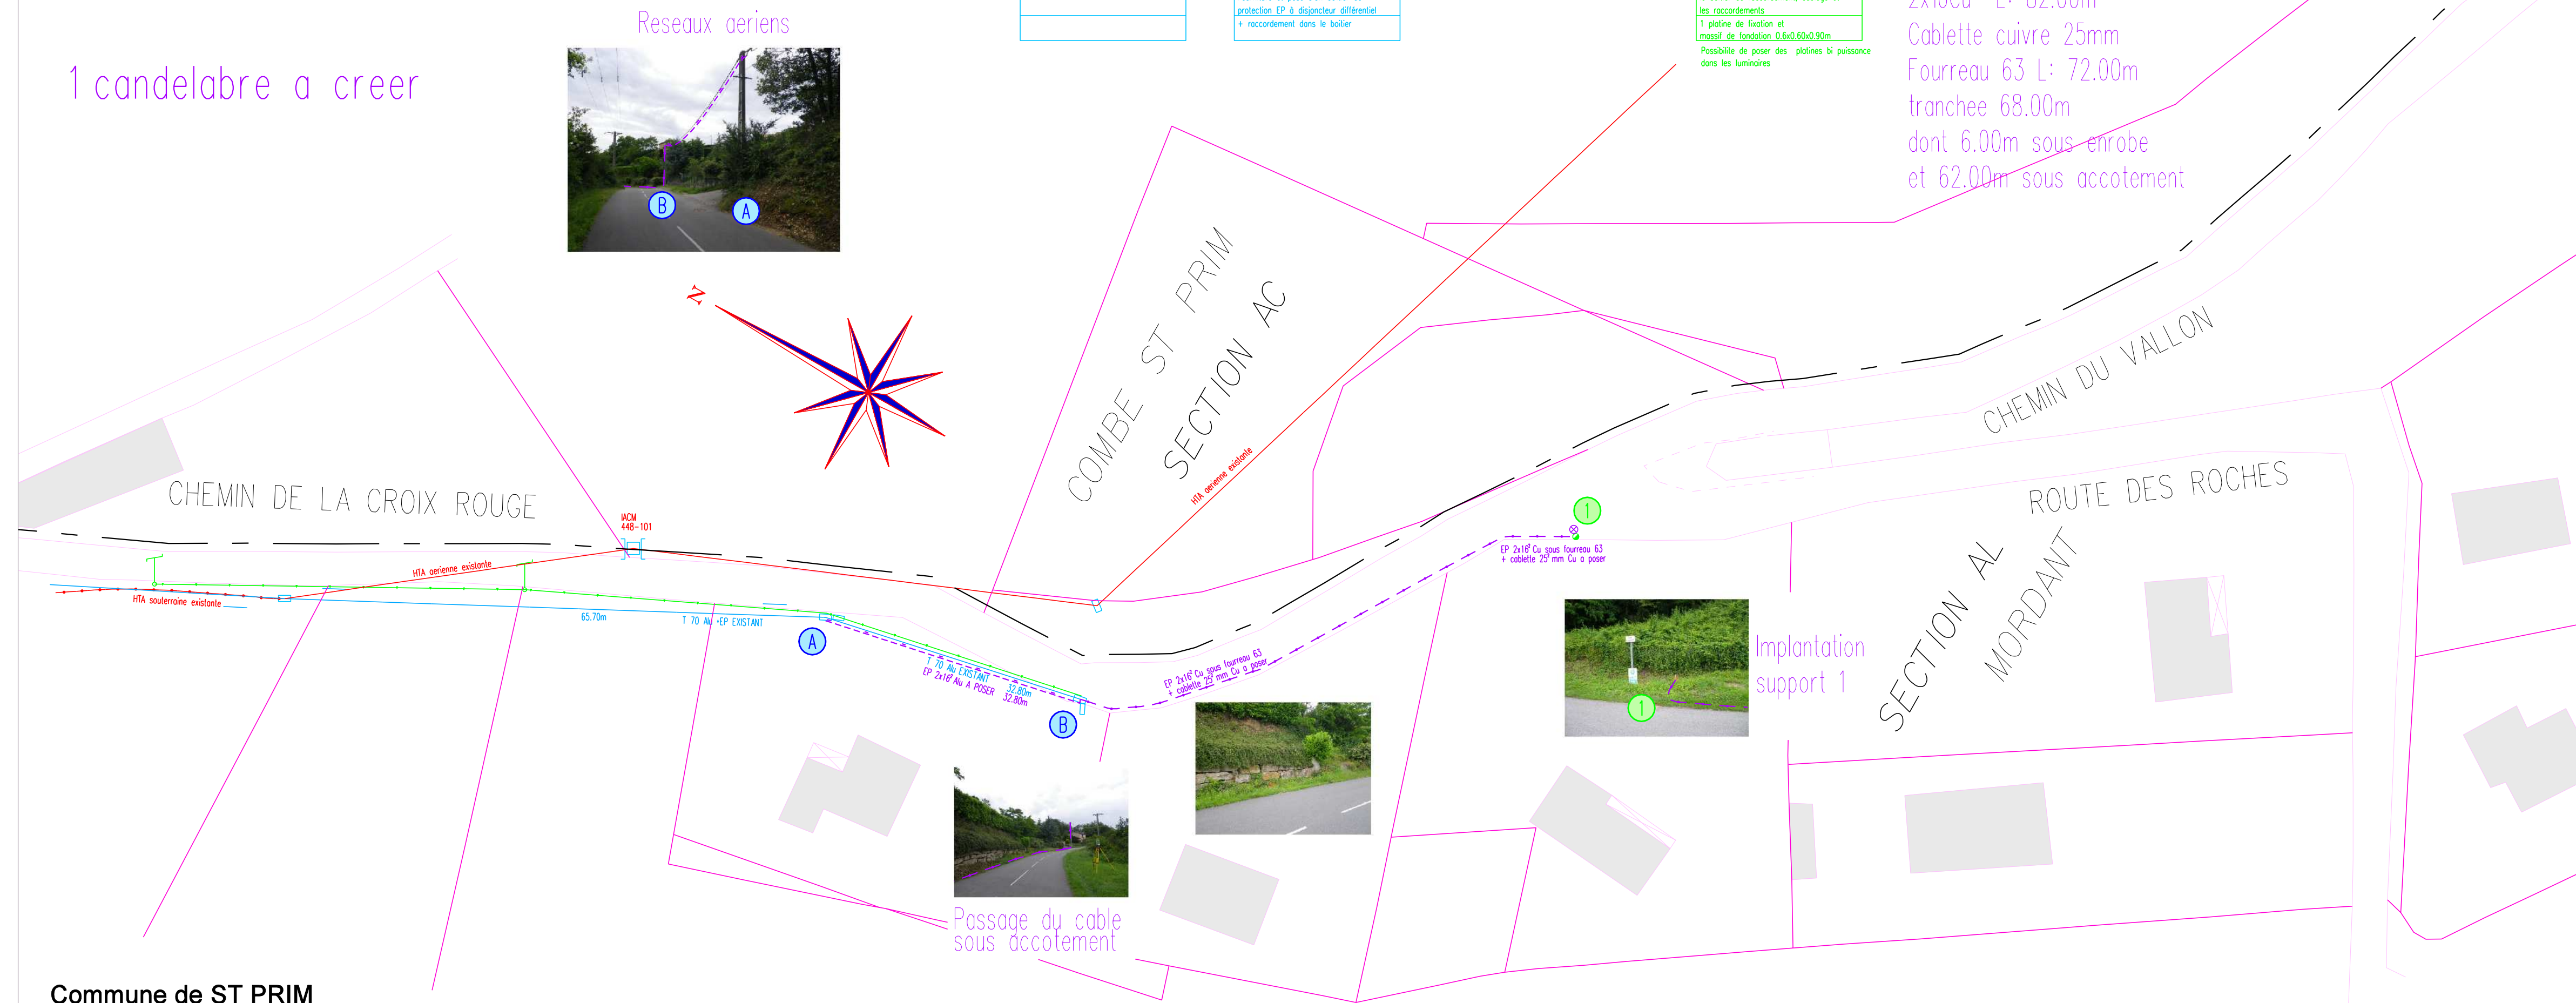 Reseaux aeriens
1 candelabre a creer
protection EP à disjoncteur différentiel
+ raccordement dans le boitier
les raccordements
1 platine de fixation et
massif de fondation 0.6x0.60x0.90m
Possibilite de poser des platines bi puissance
dans les luminaires
Cablette cuivre 25mm
Fourreau 63 L: 72.00m
tranchee 68.00m
dont 6.00m sous enrobe
et 62.00m sous accotement
B
A
N
COMBE ST PRIM
SECTION AC
HTA aerienne existante
CHEMIN DU VALLON
ROUTE DES ROCHES
SECTION AL
MORDANT
CHEMIN DE LA CROIX ROUGE
IACM
448-101
HTA aerienne existante
HTA souterraine existante
65.70m
T 70 Alu +EP EXISTANT
A
T 70 Alu EXISTANT 32.80m
EP 2x16² Alu A POSER 32.80m
B
EP 2x16² Cu sous fourreau 63
+ cablette 25² mm Cu a poser
1
EP 2x16² Cu sous fourreau 63
+ cablette 25² mm Cu a poser
Implantation
support 1
1
Passage du cable
sous accotement
Commune de ST PRIM